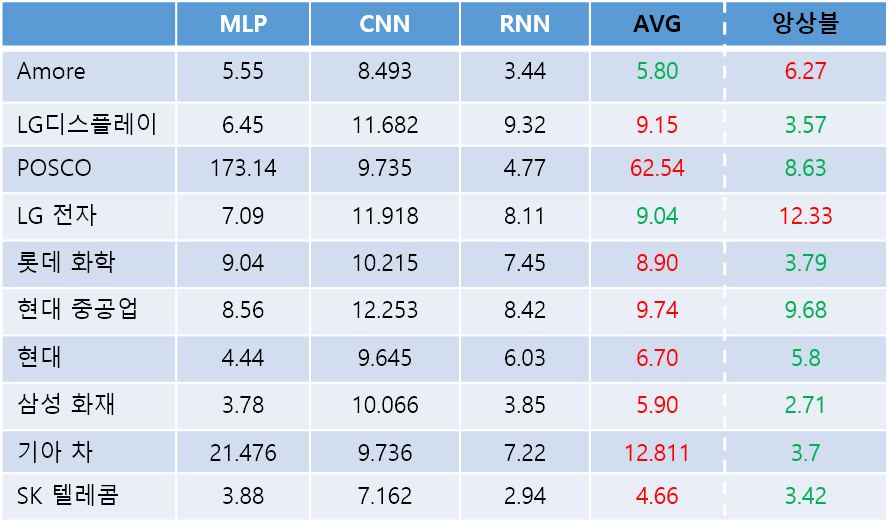 MLP CNN RNN AVG 앙상블
Amore 5.55 8.493 3.44 5.80 6.27
LG디스플레이 6.45 11.682 9.32 9.15 3.57
POSCO 173.14 9.735 4.77 62.54 8.63
LG 전자 7.09 11.918 8.11 9.04 12.33
롯데 화학 9.04 10.215 7.45 8.90 3.79
현대 중공업 8.56 12.253 8.42 9.74 9.68
현대 4.44 9.645 6.03 6.70 5.8
삼성 화재 3.78 10.066 3.85 5.90 2.71
기아 차 21.476 9.736 7.22 12.811 3.7
SK 텔레콤 3.88 7.162 2.94 4.66 3.42